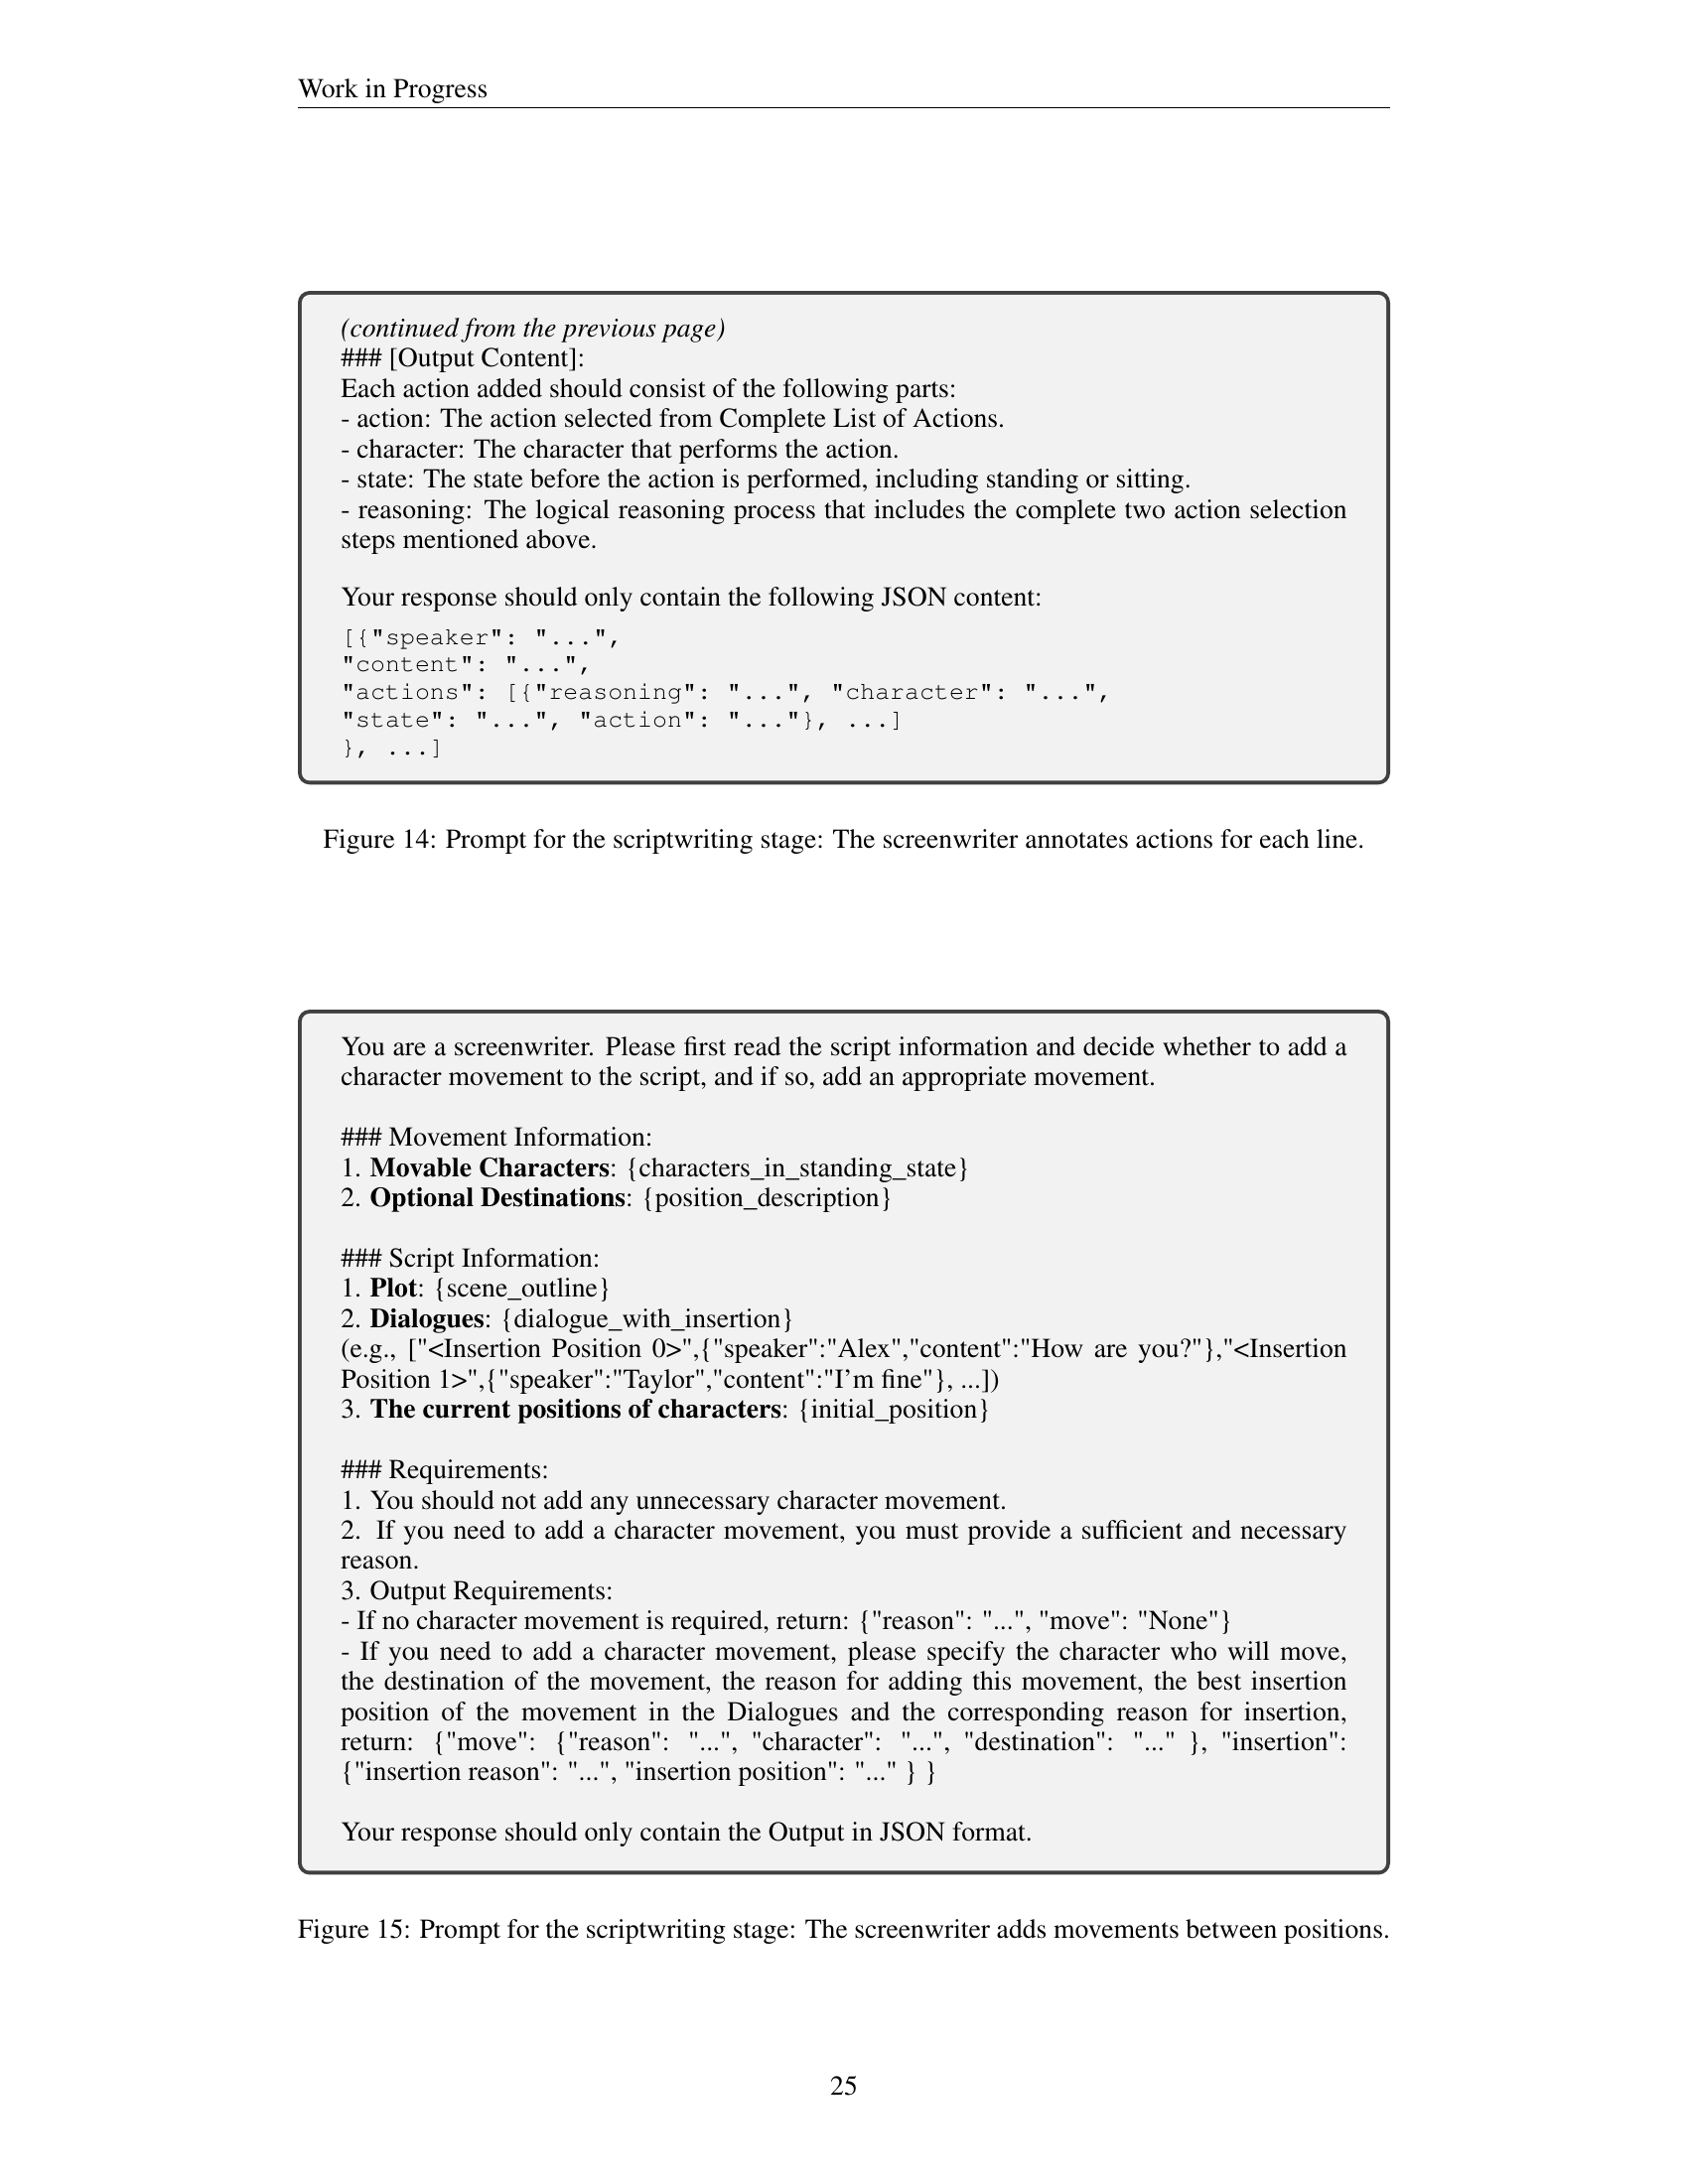 Work in Progress
(continued from the previous page)
### [Output Content]:
Each action added should consist of the following parts:
- action: The action selected from Complete List of Actions.
- character: The character that performs the action.
- state: The state before the action is performed, including standing or sitting.
- reasoning: The logical reasoning process that includes the complete two action selection
steps mentioned above.
Your response should only contain the following JSON content:
[{"speaker": "...",
"content": "...",
"actions": [{"reasoning": "...", "character": "...",
"state": "...", "action": "..."}, ...]
}, ...]
Figure 14: Prompt for the scriptwriting stage: The screenwriter annotates actions for each line.
You are a screenwriter. Please first read the script information and decide whether to add a
character movement to the script, and if so, add an appropriate movement.
### Movement Information:
1. Movable Characters: {characters_in_standing_state}
2. Optional Destinations: {position_description}
### Script Information:
1. Plot: {scene_outline}
2. Dialogues: {dialogue_with_insertion}
(e.g., ["<Insertion Position 0>",{"speaker":"Alex","content":"How are you?"},"<Insertion
Position 1>",{"speaker":"Taylor","content":"I'm fine"}, ...])
3. The current positions of characters: {initial_position}
### Requirements:
1. You should not add any unnecessary character movement.
2. If you need to add a character movement, you must provide a sufficient and necessary
reason.
3. Output Requirements:
- If no character movement is required, return: {"reason": "...", "move": "None"}
- If you need to add a character movement, please specify the character who will move,
the destination of the movement, the reason for adding this movement, the best insertion
position of the movement in the Dialogues and the corresponding reason for insertion,
return: {"move": {"reason": "...", "character": "...", "destination": "..." }, "insertion":
{"insertion reason": "...", "insertion position": "..." } }
Your response should only contain the Output in JSON format.
Figure 15: Prompt for the scriptwriting stage: The screenwriter adds movements between positions.
25